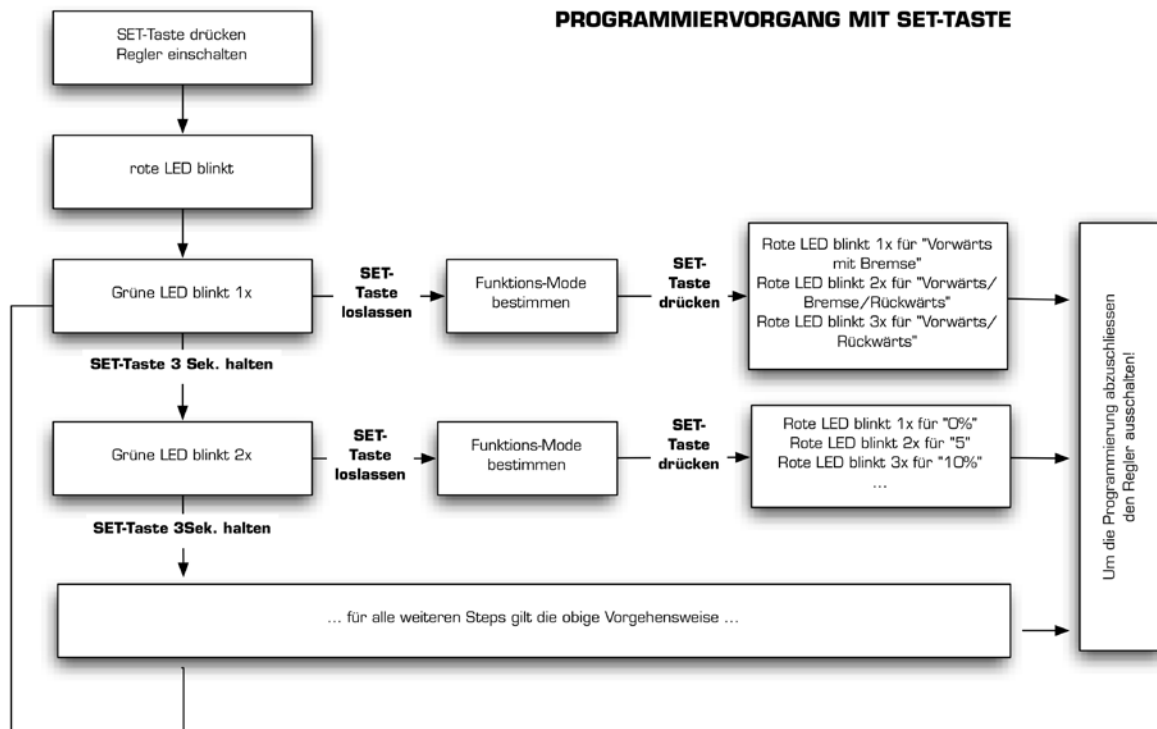 PROGRAMMIERVORGANG MIT SET-TASTE
SET-Taste drücken
Regler einschalten
rote LED blinkt
Grüne LED blinkt 1x
SET-
Taste
loslassen
Funktions-Mode
bestimmen
SET-
Taste
drücken
Rote LED blinkt 1x für "Vorwärts
mit Bremse"
Rote LED blinkt 2x für "Vorwärts/
Bremse/Rückwärts"
Rote LED blinkt 3x für "Vorwärts/
Rückwärts"
SET-Taste 3 Sek. halten
Grüne LED blinkt 2x
SET-
Taste
loslassen
Funktions-Mode
bestimmen
SET-
Taste
drücken
Rote LED blinkt 1x für "0%"
Rote LED blinkt 2x für "5"
Rote LED blinkt 3x für "10%"
...
SET-Taste 3Sek. halten
... für alle weiteren Steps gilt die obige Vorgehensweise ...
Um die Programmierung abzuschliessen
den Regler ausschalten!